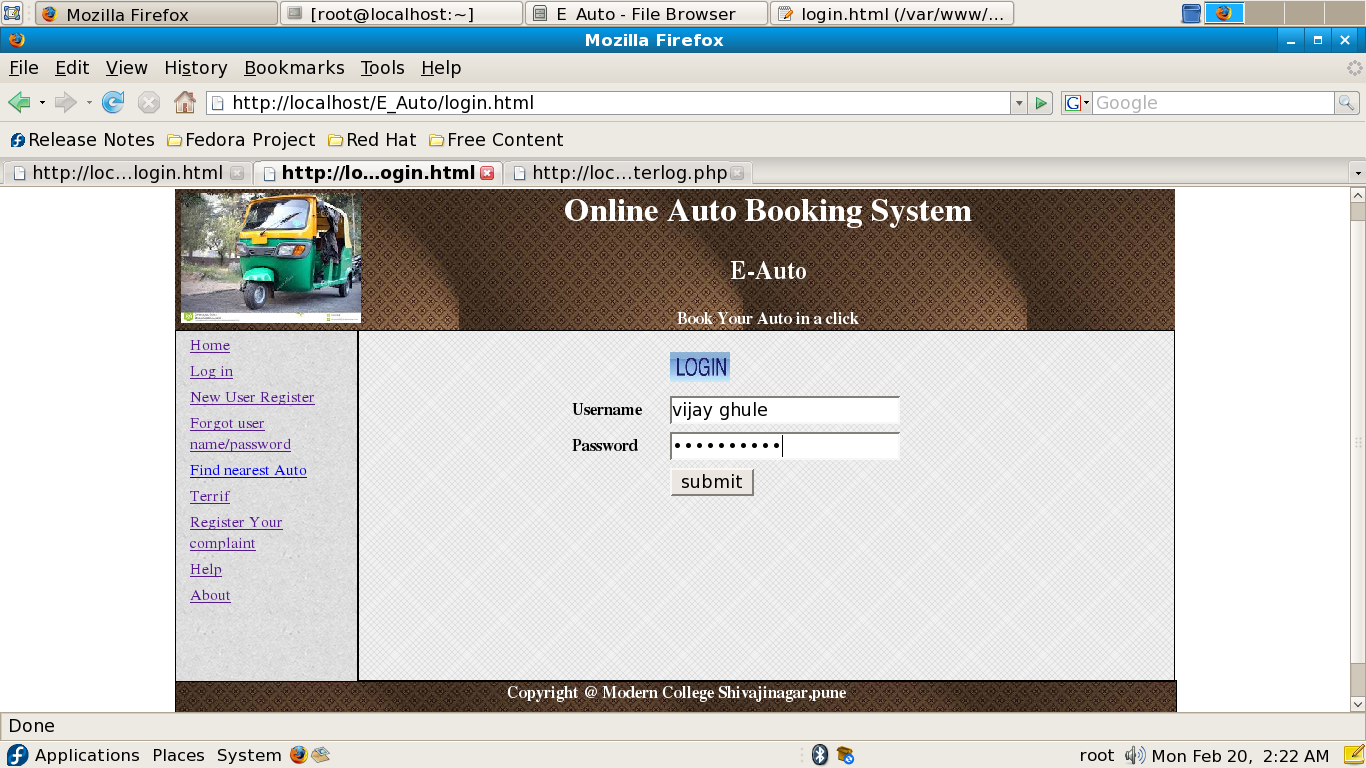 Mozilla Firefox
[root@localhost:~]
E_Auto - File Browser
login.html (/var/www/...
Mozilla Firefox
File Edit View History Bookmarks Tools Help
http://localhost/E_Auto/login.html
G
Google
Release Notes Fedora Project Red Hat Free Content
http://loc...login.html
http://lo...ogin.html
http://loc...terlog.php
Online Auto Booking System
E-Auto
Book Your Auto in a click
Home
Log in
New User Register
Forgot user
name/password
Find nearest Auto
Terrif
Register Your
complaint
Help
About
LOGIN
Username vijay ghule
Password ••••••••••
submit
Copyright @ Modern College Shivajinagar,pune
Done
Applications Places System
root
Mon Feb 20, 2:22 AM